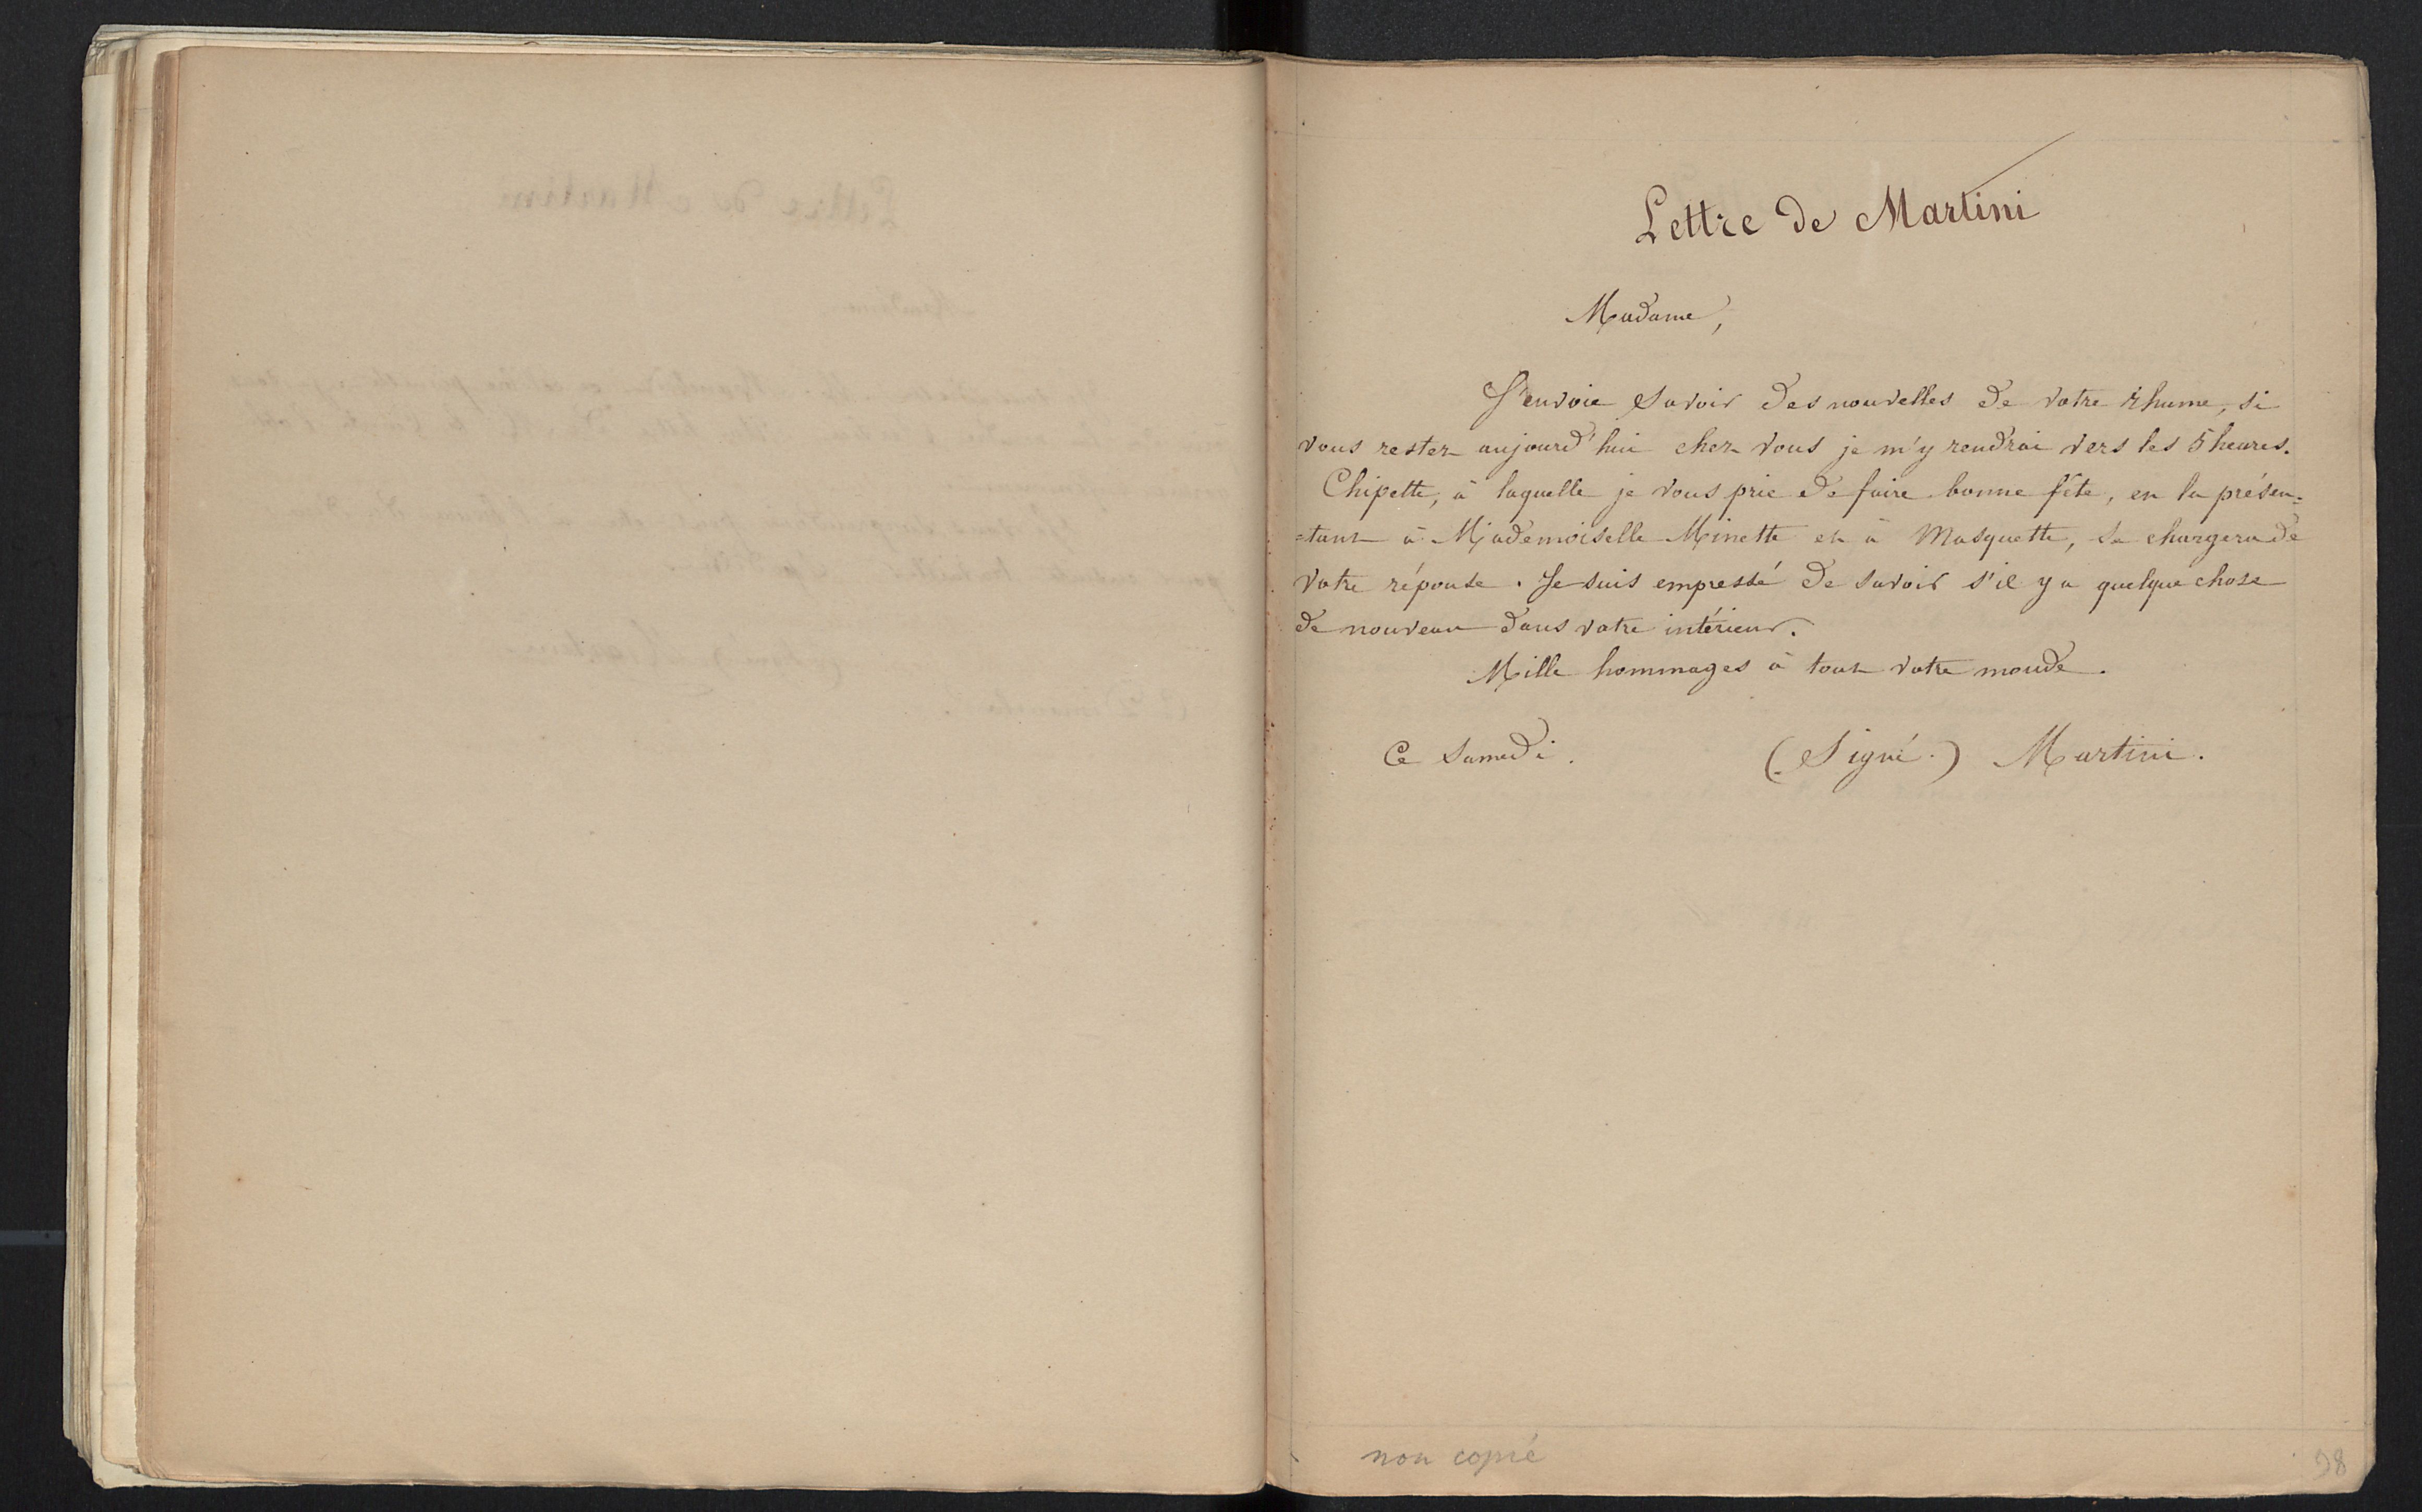 Lettre de Martini
Madame,
J'envoie savoir des nouvelles de votre rhume, si
vous restez aujourd'hui chez vous je m'y rendrai vers les 5 heures.
Chipette, à laquelle je vous prie de faire bonne fête, en la présen=
=tant à Mademoiselle Minette et à Masquette, se chargera de
votre réponse. Je suis empressé de savoir s'il y a quelque chose
de nouveau dans votre intérieur.
Mille hommages à tout votre monde.
Ce Samedi. (Signé.) Martini.
non copié
98